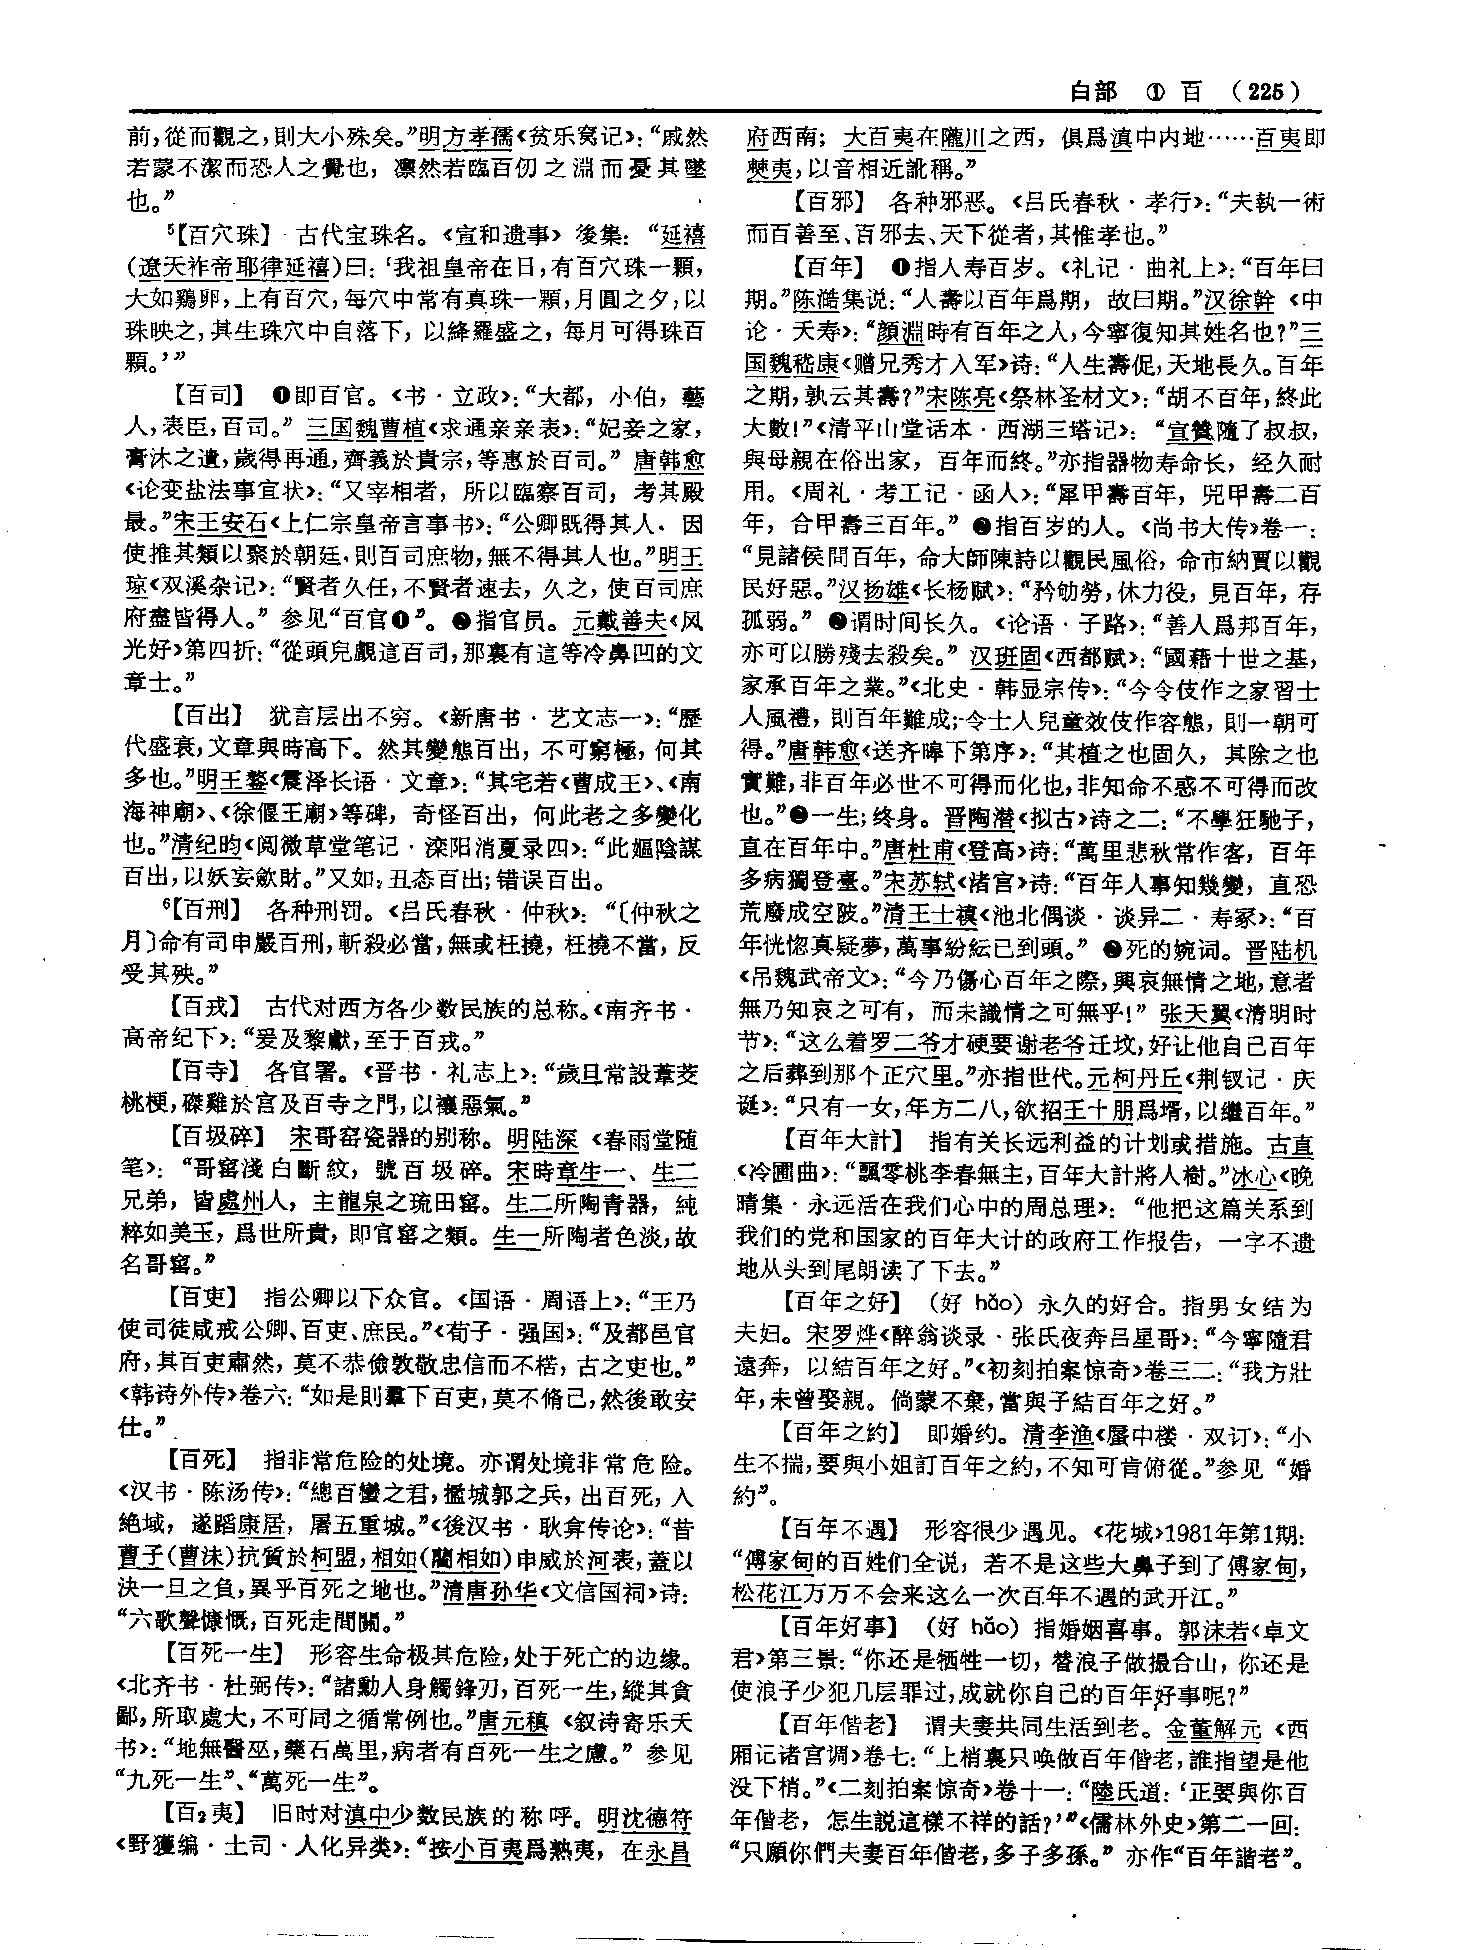 白部 ① 百 （225）
前，從而觀之，則大小殊矣。”明方孝孺《贫乐窝记》：“戚然
若蒙不潔而恐人之覺也，凛然若臨百仞之淵而憂其墜
也。”
⁵【百穴珠】 古代宝珠名。《宣和遗事》後集：“延禧
（遼天祚帝耶律延禧）曰：‘我祖皇帝在日，有百穴珠一顆，
大如鷄卵，上有百穴，每穴中常有真珠一顆，月圓之夕，以
珠映之，其生珠穴中自落下，以絳羅盛之，每月可得珠百
顆。’”
【百司】 ❶即百官。《书·立政》：“大都，小伯，藝
人，表臣，百司。”三国魏曹植《求通亲亲表》：“妃妾之家，
膏沐之遺，歲得再通，齊義於貴宗，等惠於百司。”唐韩愈
《论变盐法事宜状》：“又宰相者，所以臨察百司，考其殿
最。”宋王安石《上仁宗皇帝言事书》：“公卿既得其人，因
使推其類以聚於朝廷，則百司庶物，無不得其人也。”明王
琼《双溪杂记》：“賢者久任，不賢者速去，久之，使百司庶
府盡皆得人。”参见“百官❶”。❷指官员。元戴善夫《风
光好》第四折：“從頭兒覷這百司，那裏有這等冷鼻凹的文
章士。”
【百出】 犹言层出不穷。《新唐书·艺文志一》：“歷
代盛衰，文章與時高下。然其變態百出，不可窮極，何其
多也。”明王鏊《震泽长语·文章》：“其宅若《曹成王》、《南
海神廟》、《徐偃王廟》等碑，奇怪百出，何此老之多變化
也。”清纪昀《阅微草堂笔记·滦阳消夏录四》：“此嫗陰謀
百出，以妖妄斂財。”又如：丑态百出；错误百出。
⁶【百刑】 各种刑罚。《吕氏春秋·仲秋》：“〔仲秋之
月〕命有司申嚴百刑，斬殺必當，無或枉撓，枉撓不當，反
受其殃。”
【百戎】 古代对西方各少数民族的总称。《南齐书·
高帝纪下》：“爰及黎獻，至于百戎。”
【百寺】 各官署。《晋书·礼志上》：“歲旦常設葦茭
桃梗，磔雞於宫及百寺之門，以禳惡氣。”
【百圾碎】 宋哥窑瓷器的别称。明陆深《春雨堂随
笔》：“哥窰淺白斷紋，號百圾碎。宋時章生一、生二
兄弟，皆處州人，主龍泉之琉田窰。生二所陶青器，純
粹如美玉，爲世所貴，即官窰之類。生一所陶者色淡，故
名哥窰。”
【百吏】 指公卿以下众官。《国语·周语上》：“王乃
使司徒咸戒公卿、百吏、庶民。”《荀子·强国》：“及都邑官
府，其百吏肅然，莫不恭儉敦敬忠信而不楛，古之吏也。”
《韩诗外传》卷六：“如是則羣下百吏，莫不脩己，然後敢安
仕。”
【百死】 指非常危险的处境。亦谓处境非常危险。
《汉书·陈汤传》：“總百蠻之君，攬城郭之兵，出百死，入
絶域，遂蹈康居，屠五重城。”《後汉书·耿弇传论》：“昔
曹子（曹沬）抗質於柯盟，相如（藺相如）申威於河表，蓋以
決一旦之負，異乎百死之地也。”清唐孙华《文信国祠》诗：
“六歌聲慷慨，百死走間關。”
【百死一生】 形容生命极其危险，处于死亡的边缘。
《北齐书·杜弼传》：“諸勳人身觸鋒刃，百死一生，縱其貪
鄙，所取處大，不可同之循常例也。”唐元稹《叙诗寄乐天
书》：“地無醫巫，藥石萬里，病者有百死一生之慮。”参见
“九死一生”、“萬死一生”。
【百₂夷】 旧时对滇中少数民族的称呼。明沈德符
《野獲编·土司·人化异类》：“按小百夷爲熟夷，在永昌
府西南；大百夷在隴川之西，俱爲滇中内地……百夷即
僰夷，以音相近訛稱。”
【百邪】 各种邪恶。《吕氏春秋·孝行》：“夫執一術
而百善至、百邪去、天下從者，其惟孝也。”
【百年】 ❶指人寿百岁。《礼记·曲礼上》：“百年曰
期。”陈澔集说：“人壽以百年爲期，故曰期。”汉徐幹《中
论·夭寿》：“顔淵時有百年之人，今寧復知其姓名也？”三
国魏嵇康《赠兄秀才入军》诗：“人生壽促，天地長久。百年
之期，孰云其壽？”宋陈亮《祭林圣材文》：“胡不百年，終此
大數！”《清平山堂话本·西湖三塔记》：“宣贊隨了叔叔，
與母親在俗出家，百年而終。”亦指器物寿命长，经久耐
用。《周礼·考工记·函人》：“犀甲壽百年，兕甲壽二百
年，合甲壽三百年。”❷指百岁的人。《尚书大传》卷一：
“見諸侯問百年，命大師陳詩以觀民風俗，命市納賈以觀
民好惡。”汉扬雄《长杨赋》：“矜劬勞，休力役，見百年，存
孤弱。”❸谓时间长久。《论语·子路》：“善人爲邦百年，
亦可以勝殘去殺矣。”汉班固《西都赋》：“國藉十世之基，
家承百年之業。”《北史·韩显宗传》：“今令伎作之家習士
人風禮，則百年難成；令士人兒童效伎作容態，則一朝可
得。”唐韩愈《送齐皞下第序》：“其植之也固久，其除之也
實難，非百年必世不可得而化也，非知命不惑不可得而改
也。”❹一生；终身。晋陶潜《拟古》诗之二：“不學狂馳子，
直在百年中。”唐杜甫《登高》诗：“萬里悲秋常作客，百年
多病獨登臺。”宋苏轼《渚宫》诗：“百年人事知幾變，直恐
荒廢成空陂。”清王士禛《池北偶谈·谈异二·寿冢》：“百
年恍惚真疑夢，萬事紛紜已到頭。”❺死的婉词。晋陆机
《吊魏武帝文》：“今乃傷心百年之際，興哀無情之地，意者
無乃知哀之可有，而未識情之可無乎！”张天翼《清明时
节》：“这么着罗二爷才硬要谢老爷迁坟，好让他自己百年
之后葬到那个正穴里。”亦指世代。元柯丹丘《荆钗记·庆
诞》：“只有一女，年方二八，欲招王十朋爲壻，以繼百年。”
【百年大計】 指有关长远利益的计划或措施。古直
《冷圃曲》：“飄零桃李春無主，百年大計將人樹。”冰心《晚
晴集·永远活在我们心中的周总理》：“他把这篇关系到
我们的党和国家的百年大计的政府工作报告，一字不遗
地从头到尾朗读了下去。”
【百年之好】 （好 hǎo）永久的好合。指男女结为
夫妇。宋罗烨《醉翁谈录·张氏夜奔吕星哥》：“今寧隨君
遠奔，以結百年之好。”《初刻拍案惊奇》卷三二：“我方壯
年，未曾娶親。倘蒙不棄，當與子結百年之好。”
【百年之約】 即婚约。清李渔《蜃中楼·双订》：“小
生不揣，要與小姐訂百年之約，不知可肯俯從。”参见“婚
約”。
【百年不遇】 形容很少遇见。《花城》1981年第1期：
“傅家甸的百姓们全说，若不是这些大鼻子到了傅家甸，
松花江万万不会来这么一次百年不遇的武开江。”
【百年好事】 （好 hǎo）指婚姻喜事。郭沫若《卓文
君》第三景：“你还是牺牲一切，替浪子做撮合山，你还是
使浪子少犯几层罪过，成就你自己的百年好事呢？”
【百年偕老】 谓夫妻共同生活到老。金董解元《西
厢记诸宫调》卷七：“上梢裏只唤做百年偕老，誰指望是他
没下梢。”《二刻拍案惊奇》卷十一：“陸氏道：‘正要與你百
年偕老，怎生説這樣不祥的話？’”《儒林外史》第二一回：
“只願你們夫妻百年偕老，多子多孫。”亦作“百年諧老”。